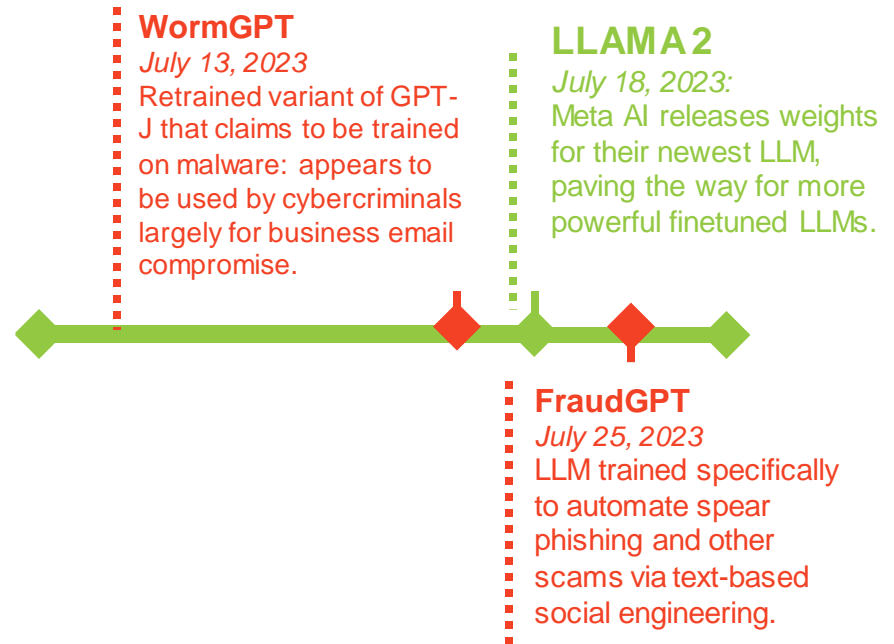 WormGPT
July 13, 2023
Retrained variant of GPT-
J that claims to be trained
on malware: appears to
be used by cybercriminals
largely for business email
compromise.
LLAMA 2
July 18, 2023:
Meta AI releases weights
for their newest LLM,
paving the way for more
powerful finetuned LLMs.
FraudGPT
July 25, 2023
LLM trained specifically
to automate spear
phishing and other
scams via text-based
social engineering.